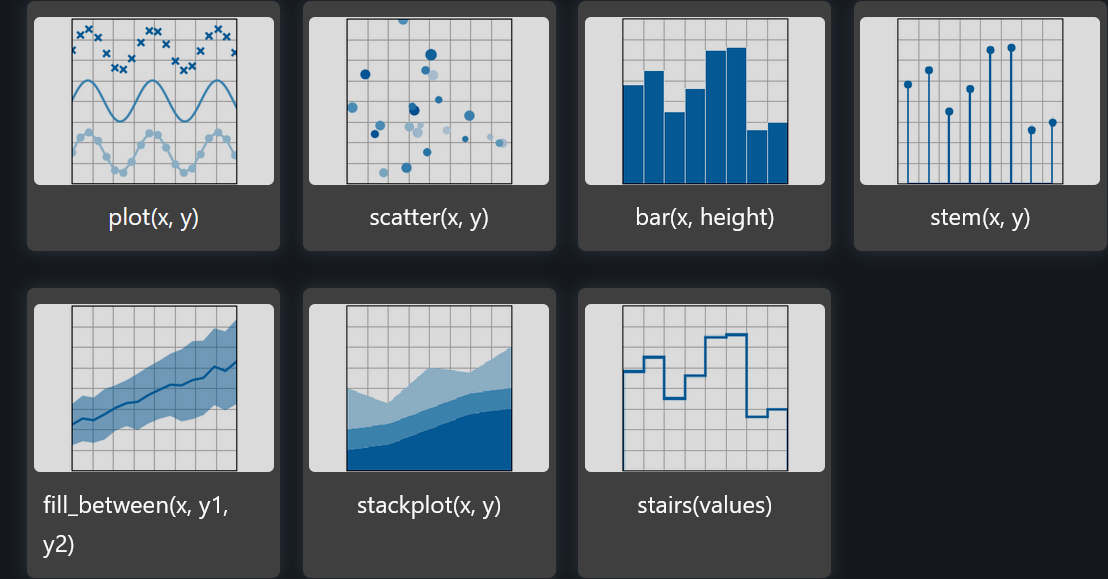 plot(x, y)
scatter(x, y)
bar(x, height)
stem(x, y)
fill_between(x, y1,
y2)
stackplot(x, y)
stairs(values)